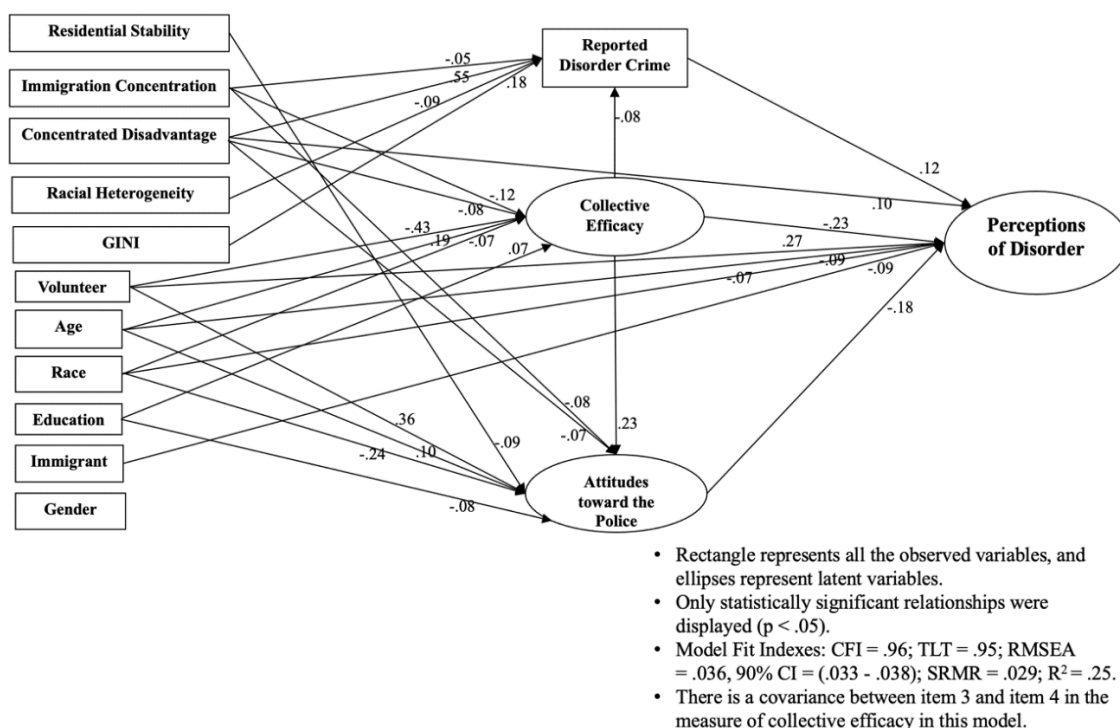 Residential Stability
Immigration Concentration
Concentrated Disadvantage
Racial Heterogeneity
GINI
Volunteer
Age
Race
Education
Immigrant
Gender
Reported
Disorder Crime
Collective
Efficacy
Attitudes
toward the
Police
Perceptions
of Disorder
-.05
.55
-.09
.18
-.08
-.12
-.08
-.43
.19
-.07
.07
.12
.10
-.23
.27
-.09
-.07
-.09
-.18
-.08
-.07
.23
.36
-.09
.10
-.24
-.08
• Rectangle represents all the observed variables, and
ellipses represent latent variables.
• Only statistically significant relationships were
displayed (p < .05).
• Model Fit Indexes: CFI = .96; TLT = .95; RMSEA
= .036, 90% CI = (.033 - .038); SRMR = .029; R² = .25.
• There is a covariance between item 3 and item 4 in the
measure of collective efficacy in this model.